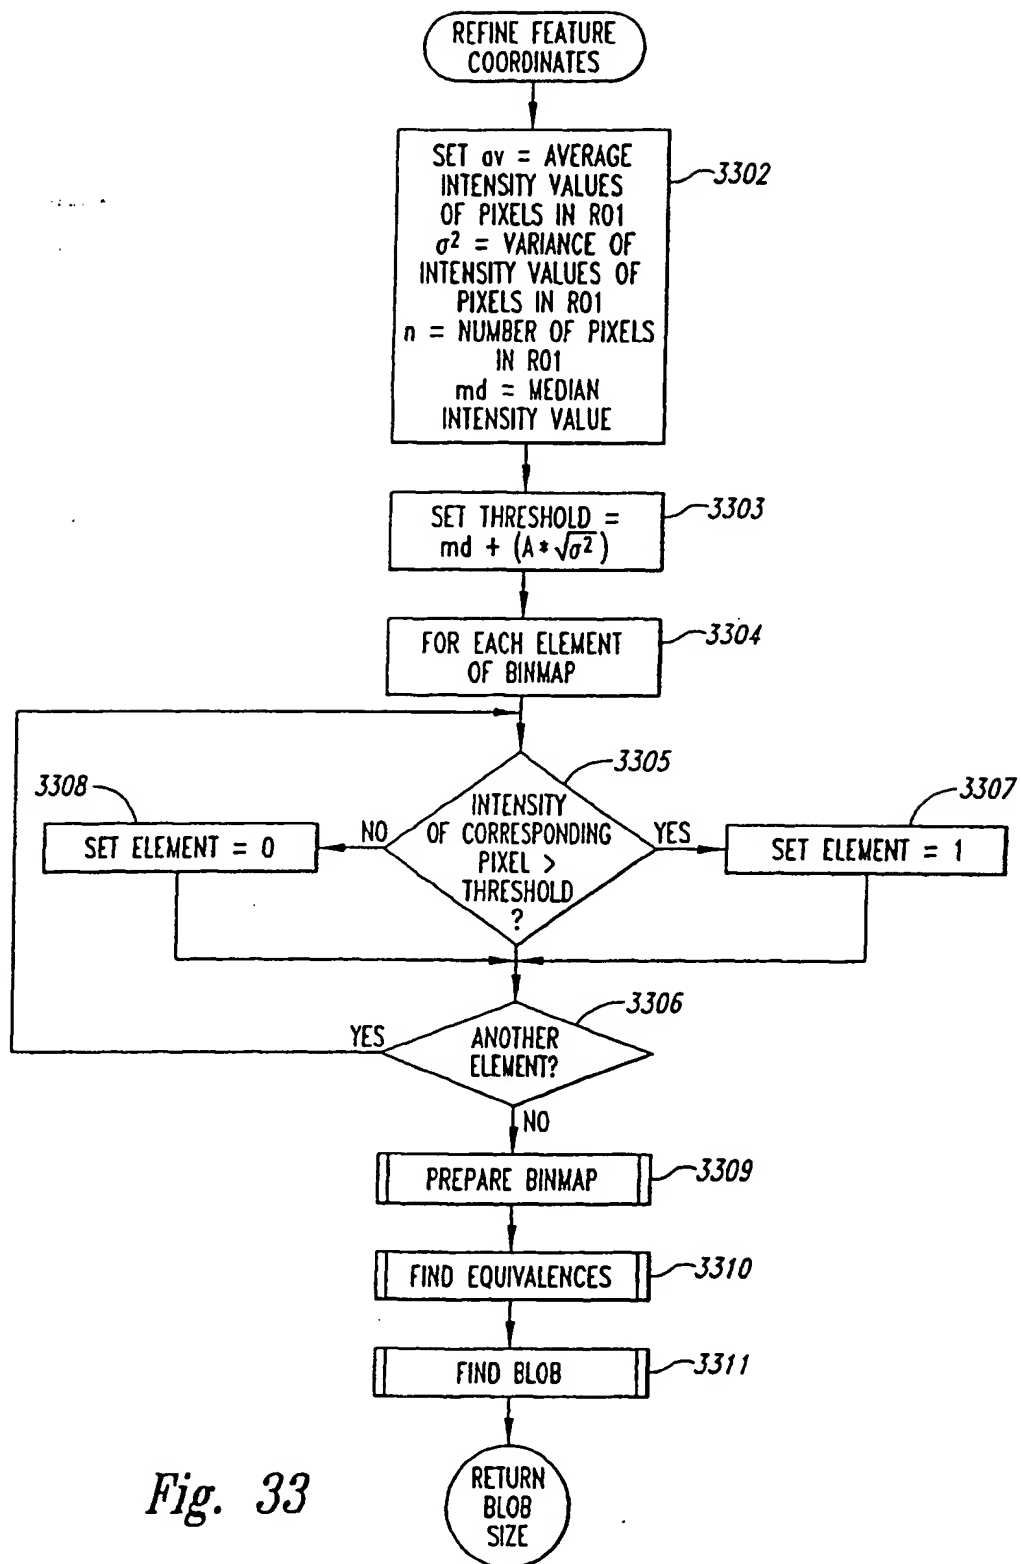 REFINE FEATURE
COORDINATES
SET av = AVERAGE
INTENSITY VALUES
OF PIXELS IN R01
σ² = VARIANCE OF
INTENSITY VALUES OF
PIXELS IN R01
n = NUMBER OF PIXELS
IN R01
md = MEDIAN
INTENSITY VALUE
3302
SET THRESHOLD =
md + (A*√σ²)
3303
FOR EACH ELEMENT
OF BINMAP
3304
3305
INTENSITY
OF CORRESPONDING
PIXEL >
THRESHOLD
?
NO
YES
3308
SET ELEMENT = 0
3307
SET ELEMENT = 1
3306
ANOTHER
ELEMENT?
YES
NO
PREPARE BINMAP
3309
FIND EQUIVALENCES
3310
FIND BLOB
3311
RETURN
BLOB
SIZE
Fig. 33